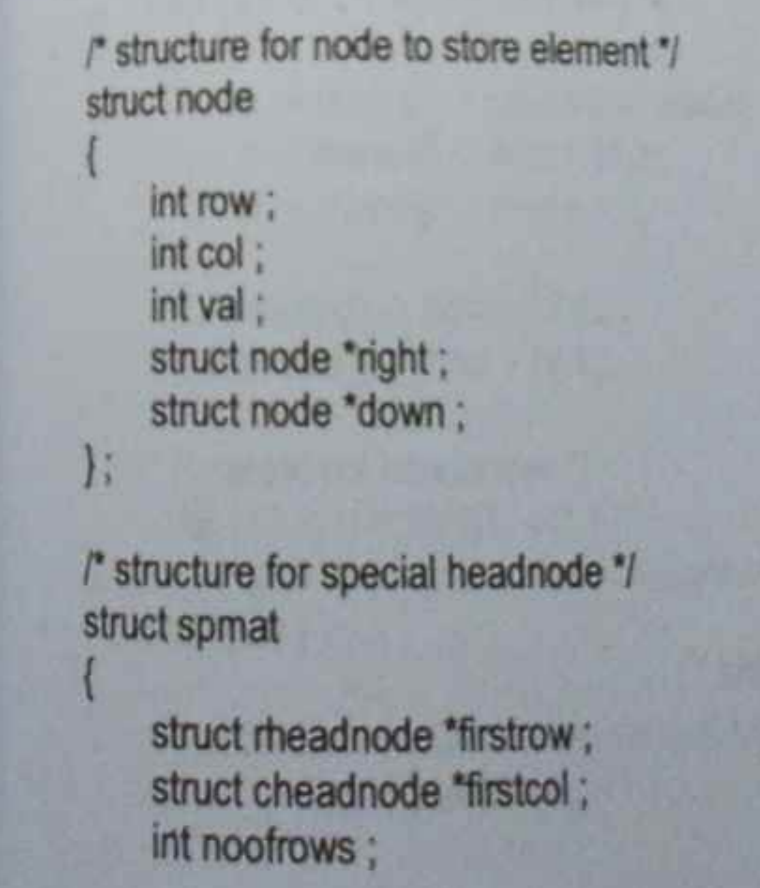 /* structure for node to store element */
struct node
{
int row ;
int col ;
int val ;
struct node *right ;
struct node *down ;
} ;
/* structure for special headnode */
struct spmat
{
struct rheadnode *firstrow ;
struct cheadnode *firstcol ;
int noofrows ;